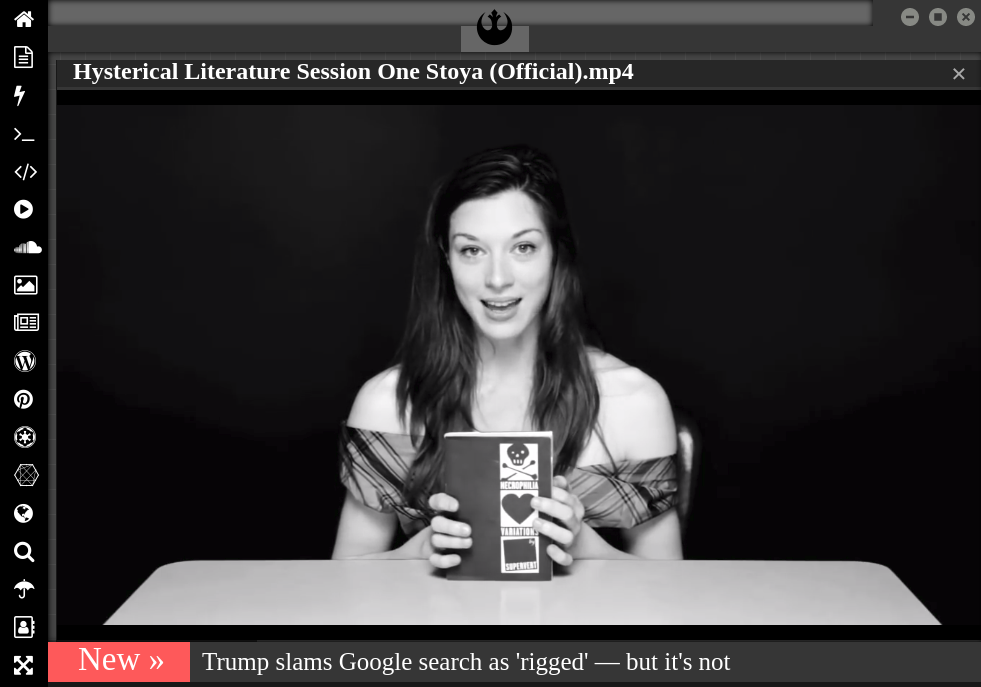 Hysterical Literature Session One Stoya (Official).mp4
NECROPHILIA
VARIATIONS
SUPERVERT
New »
Trump slams Google search as 'rigged' — but it's not